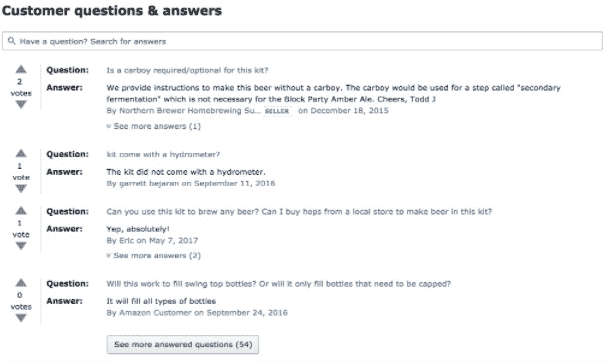 Customer questions & answers
Have a question? Search for answers
2
votes
Question: Is a carboy required/optional for this kit?
Answer: We provide instructions to make this beer without a carboy. The carboy would be used for a step called "secondary
fermentation" which is not necessary for the Block Party Amber Ale. Cheers, Todd J
By Northern Brewer Homebrewing Su... SELLER on December 18, 2015
See more answers (1)
1
vote
Question: kit come with a hydrometer?
Answer: The kit did not come with a hydrometer.
By garrett bejaran on September 11, 2016
1
vote
Question: Can you use this kit to brew any beer? Can I buy hops from a local store to make beer in this kit?
Answer: Yep, absolutely!
By Eric on May 7, 2017
See more answers (2)
0
votes
Question: Will this work to fill swing top bottles? Or will it only fill bottles that need to be capped?
Answer: It will fill all types of bottles
By Amazon Customer on September 24, 2016
See more answered questions (54)